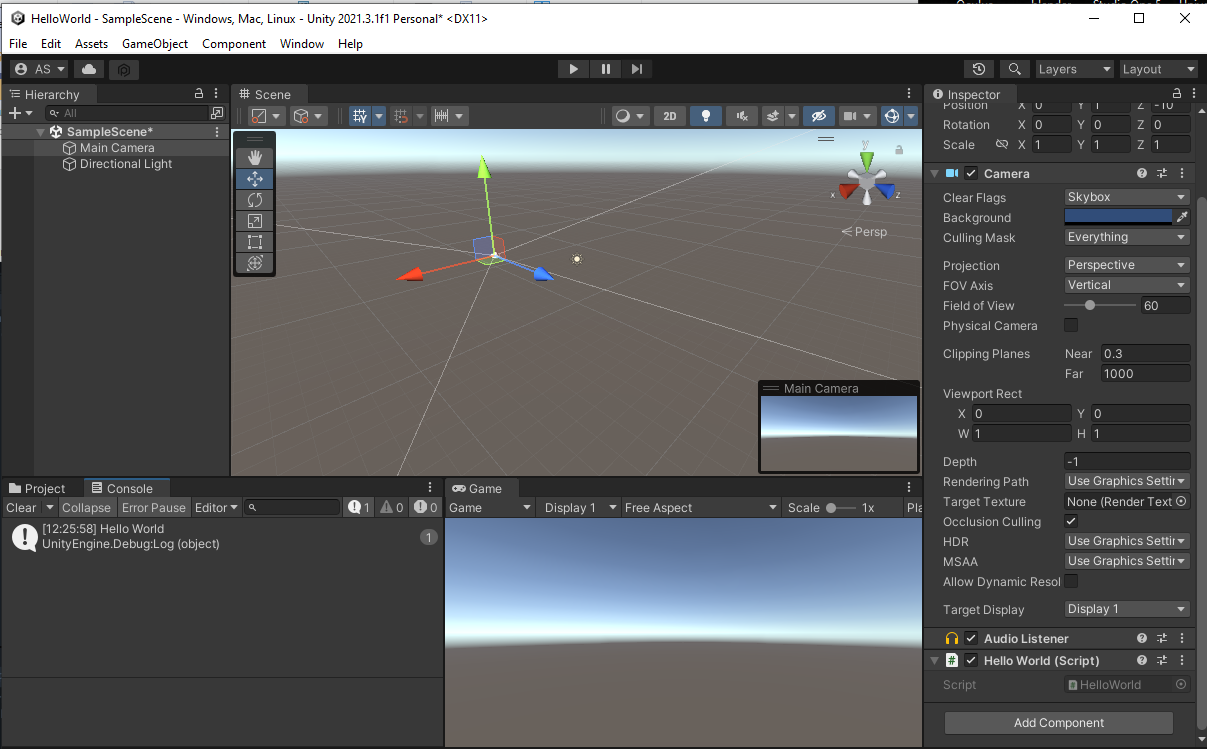 HelloWorld - SampleScene - Windows, Mac, Linux - Unity 2021.3.1f1 Personal* <DX11>
File Edit Assets GameObject Component Window Help
AS Layers Layout
Hierarchy
All
SampleScene*
Main Camera
Directional Light
Scene
2D
y
x z
Persp
Main Camera
Project Console
Clear Collapse Error Pause Editor 1 0 0
[12:25:58] Hello World
UnityEngine.Debug:Log (object)
1
Game
Game Display 1 Free Aspect Scale 1x Pla
Inspector
Position X 0 Y 1 Z -10
Rotation X 0 Y 0 Z 0
Scale X 1 Y 1 Z 1
Camera
Clear Flags Skybox
Background
Culling Mask Everything
Projection Perspective
FOV Axis Vertical
Field of View 60
Physical Camera
Clipping Planes Near 0.3
Far 1000
Viewport Rect
X 0 Y 0
W 1 H 1
Depth -1
Rendering Path Use Graphics Settin
Target Texture None (Render Text
Occlusion Culling
HDR Use Graphics Settin
MSAA Use Graphics Settin
Allow Dynamic Resol
Target Display Display 1
Audio Listener
# Hello World (Script)
Script HelloWorld
Add Component